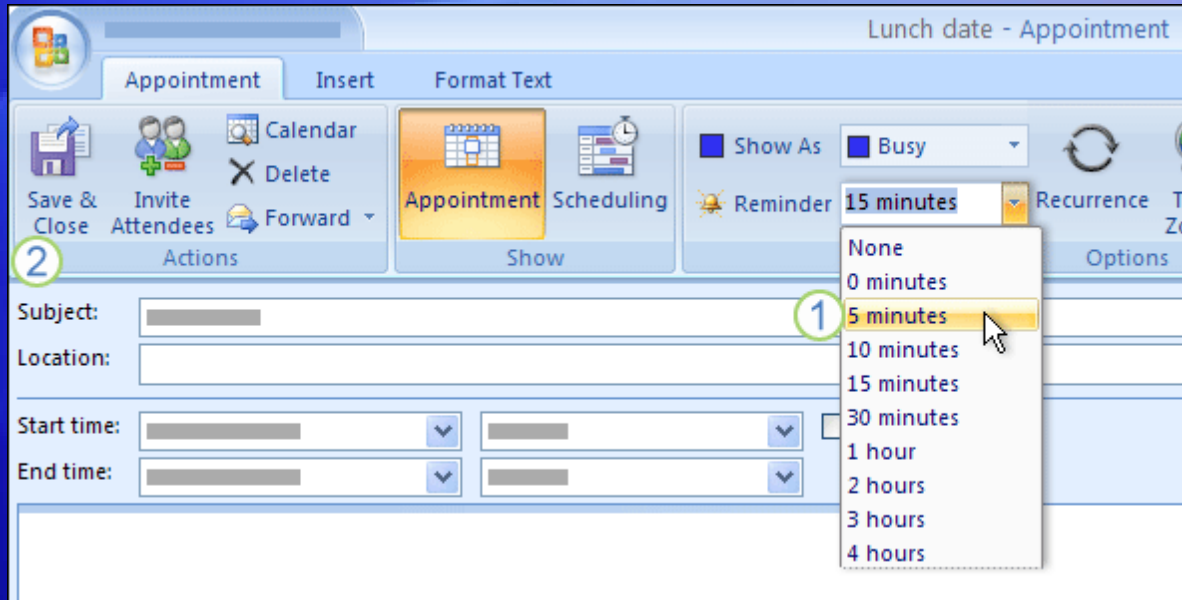 Lunch date - Appointment
Appointment Insert Format Text
Save & Close
Invite Attendees
Calendar
Delete
Forward
Actions
Appointment
Scheduling
Show
Show As Busy
Reminder 15 minutes
Recurrence
Options
2
Subject:
Location:
Start time:
End time:
None
0 minutes
1
5 minutes
10 minutes
15 minutes
30 minutes
1 hour
2 hours
3 hours
4 hours